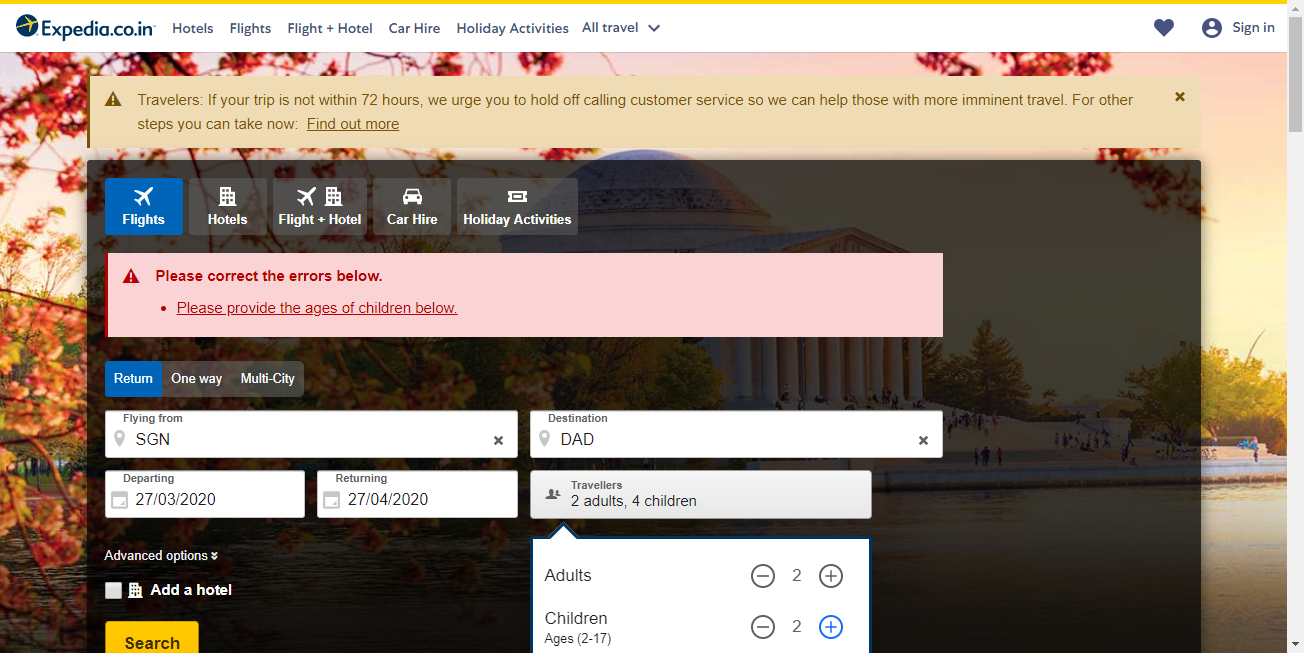 Expedia.co.in
Hotels Flights Flight + Hotel Car Hire Holiday Activities All travel Sign in
Travelers: If your trip is not within 72 hours, we urge you to hold off calling customer service so we can help those with more imminent travel. For other
steps you can take now: Find out more
Flights Hotels Flight + Hotel Car Hire Holiday Activities
Please correct the errors below.
• Please provide the ages of children below.
Return One way Multi-City
Flying from Destination
SGN DAD
Departing Returning Travellers
27/03/2020 27/04/2020 2 adults, 4 children
Advanced options
Adults 2
Add a hotel
Children 2
Ages (2-17)
Search